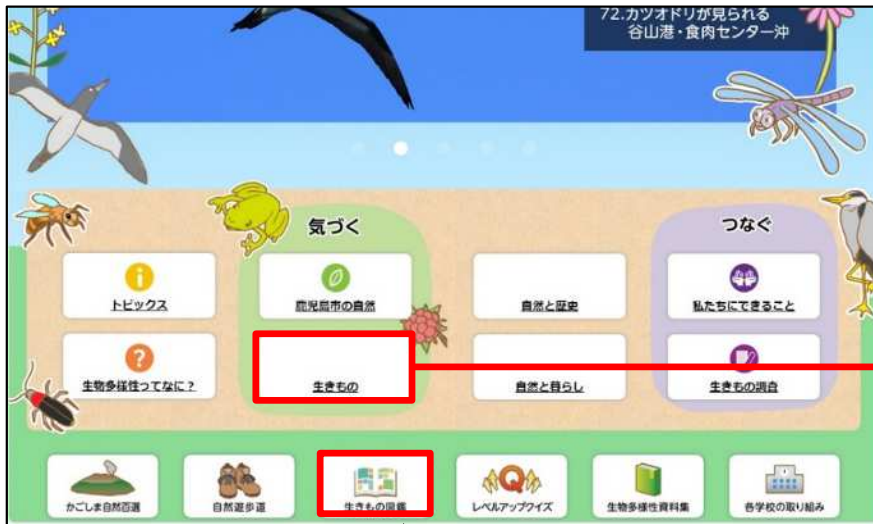 72.カツオドリが見られる
谷山港・食肉センター沖
気づく
つなぐ
トピックス
鹿児島市の自然
自然と歴史
私たちにできること
生物多様性ってなに？
生きもの
自然と暮らし
生きもの調査
かごしま自然百選
自然遊歩道
生きもの図鑑
レベルアップクイズ
生物多様性資料集
各学校の取り組み